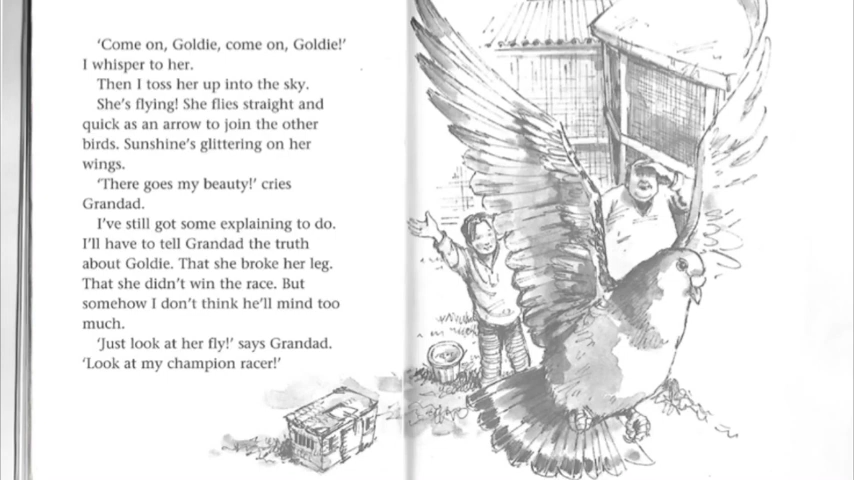 ‘Come on, Goldie, come on, Goldie!’
I whisper to her.
Then I toss her up into the sky.
She’s flying! She flies straight and
quick as an arrow to join the other
birds. Sunshine’s glittering on her
wings.
‘There goes my beauty!’ cries
Grandad.
I’ve still got some explaining to do.
I’ll have to tell Grandad the truth
about Goldie. That she broke her leg.
That she didn’t win the race. But
somehow I don’t think he’ll mind too
much.
‘Just look at her fly!’ says Grandad.
‘Look at my champion racer!’